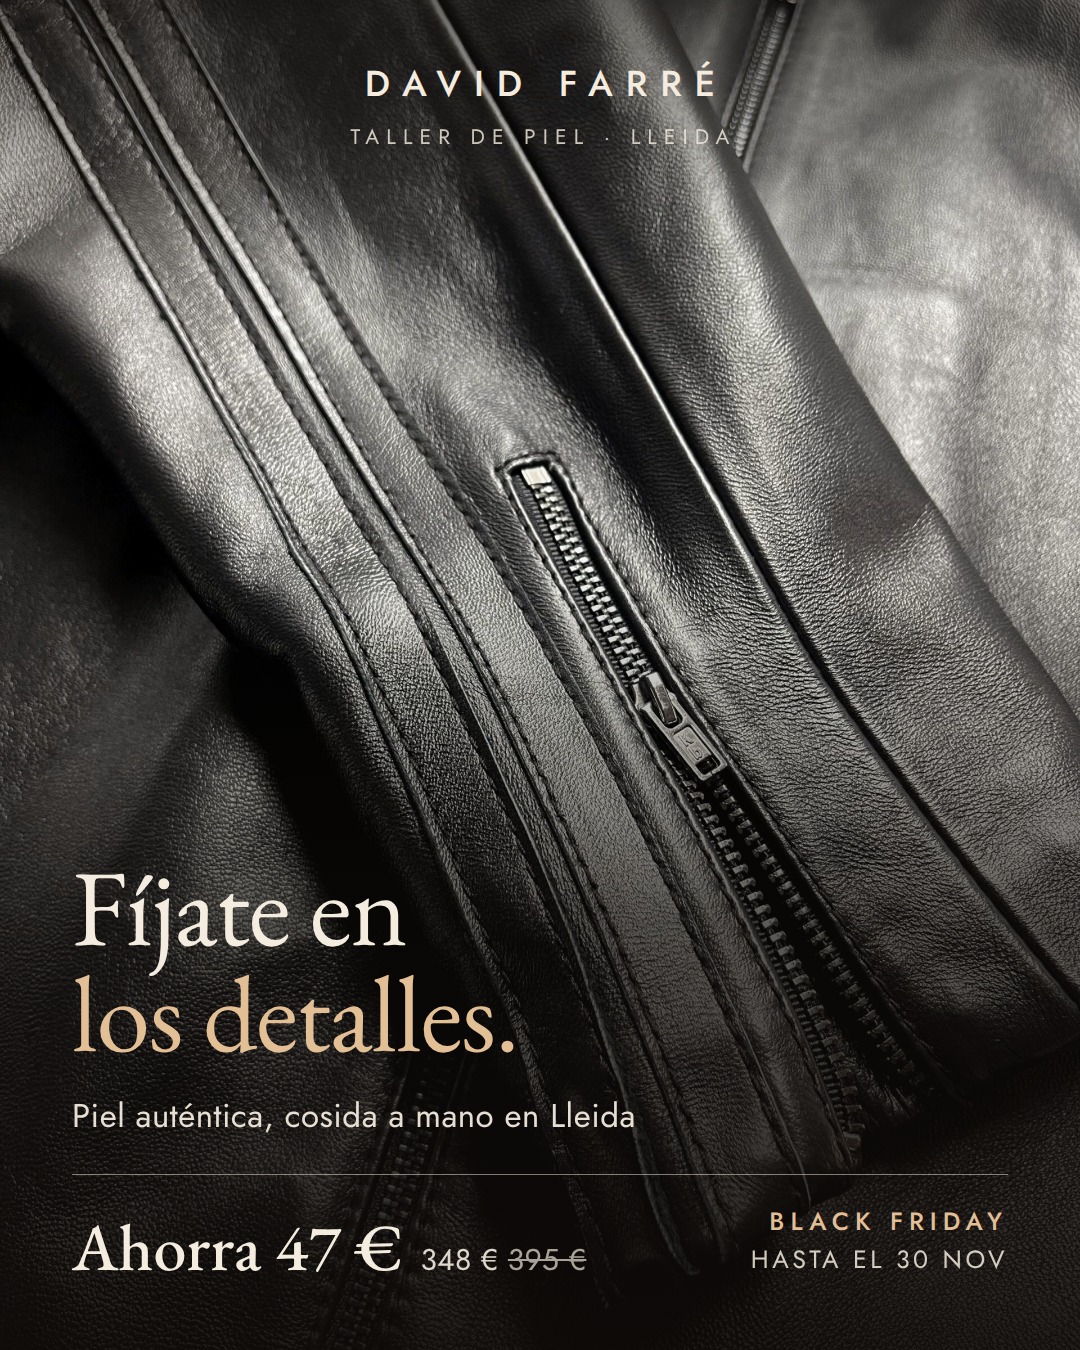 DAVID FARRÉ
TALLER DE PIEL · LLEIDA
Fíjate en
los detalles.
Piel auténtica, cosida a mano en Lleida
Ahorra 47 € 348 € 395 €
BLACK FRIDAY
HASTA EL 30 NOV